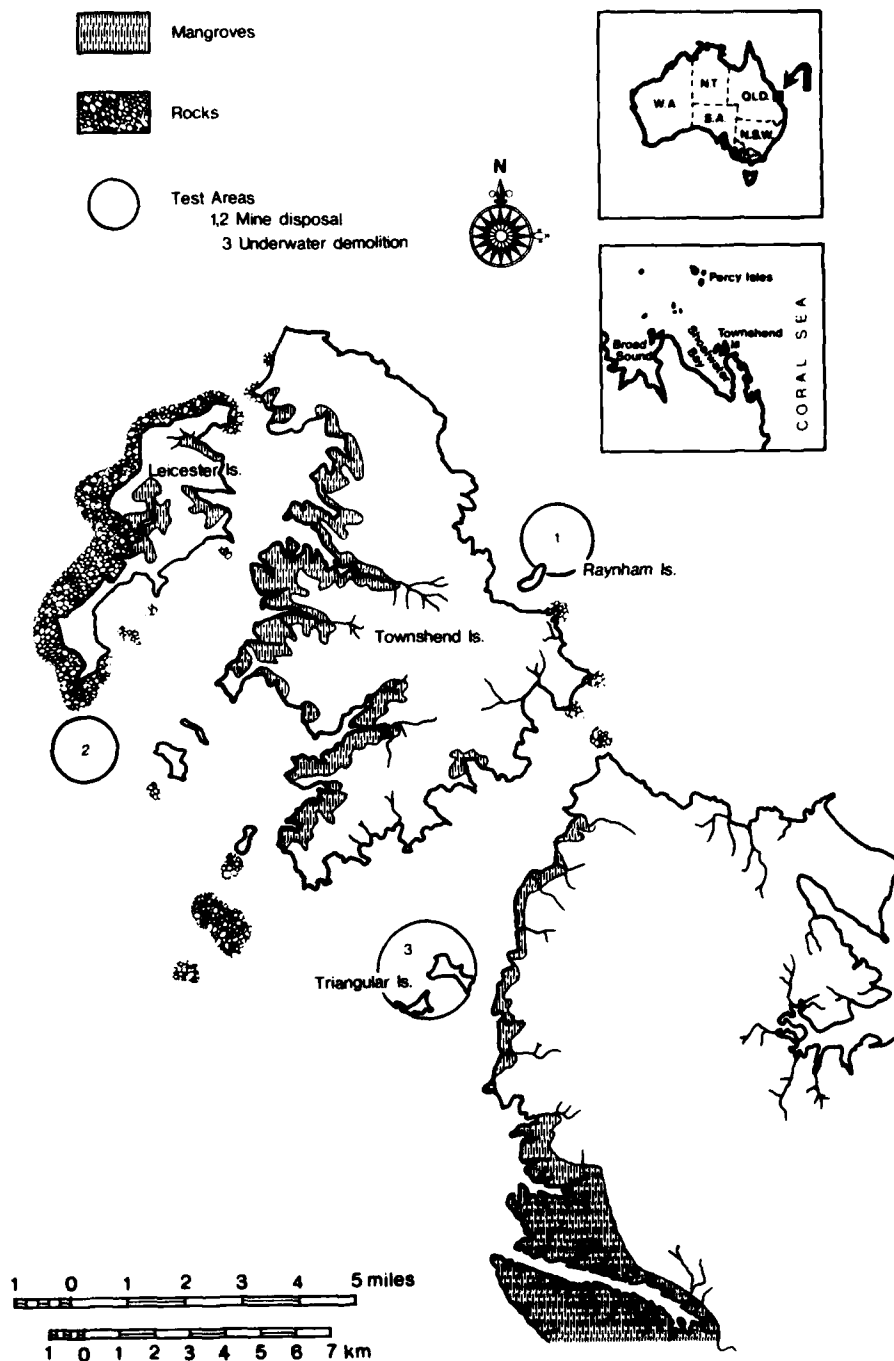 Mangroves
Rocks
Test Areas
1,2 Mine disposal
3 Underwater demolition
N
W.A
N.T.
QLD.
S.A.
N.S.W.
Percy Isles
Broad
Sound
Shoalwater
Bay
Townshend
Is
CORAL SEA
Leicester Is.
1
Raynham Is.
Townshend Is.
2
3
Triangular Is.
1 0 1 2 3 4 5 miles
1 0 1 2 3 4 5 6 7 km